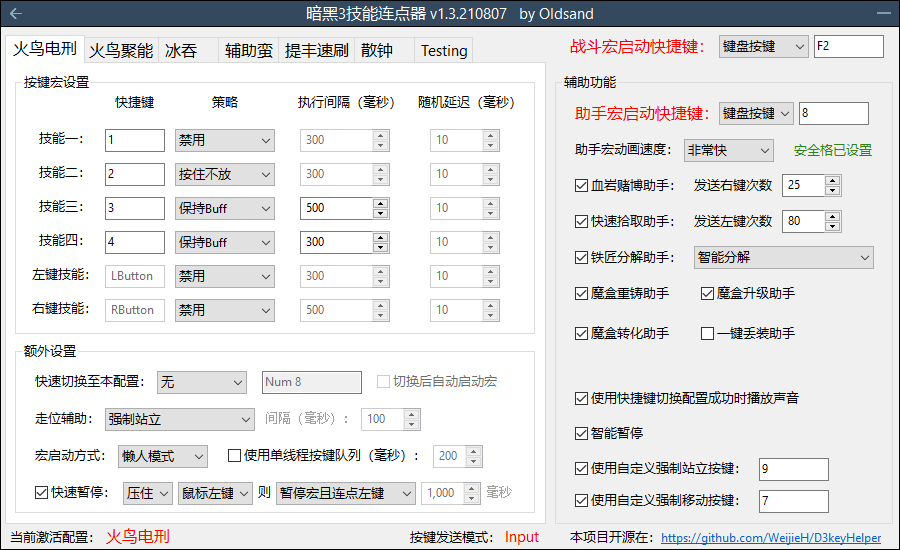 暗黑3技能连点器 v1.3.210807 by Oldsand
火鸟电刑 火鸟聚能 冰吞 辅助蛮 提丰速刷 散钟 Testing
战斗宏启动快捷键： 键盘按键 F2
按键宏设置
快捷键 策略 执行间隔（毫秒） 随机延迟（毫秒）
技能一： 1 禁用 300 10
技能二： 2 按住不放 300 10
技能三： 3 保持Buff 500 10
技能四： 4 保持Buff 300 10
左键技能： LButton 禁用 300 10
右键技能： RButton 禁用 500 10
额外设置
快速切换至本配置： 无 Num 8 切换后自动启动宏
走位辅助： 强制站立 间隔（毫秒）： 100
宏启动方式： 懒人模式 使用单线程按键队列（毫秒）： 200
快速暂停： 压住 鼠标左键 则 暂停宏且连点左键 1,000 毫秒
辅助功能
助手宏启动快捷键： 键盘按键 8
助手宏动画速度： 非常快 安全格已设置
血岩赌博助手： 发送右键次数 25
快速拾取助手： 发送左键次数 80
铁匠分解助手： 智能分解
魔盒重铸助手 魔盒升级助手
魔盒转化助手 一键丢装助手
使用快捷键切换配置成功时播放声音
智能暂停
使用自定义强制站立按键： 9
使用自定义强制移动按键： 7
当前激活配置： 火鸟电刑 按键发送模式： Input 本项目开源在： https://github.com/WeijieH/D3keyHelper